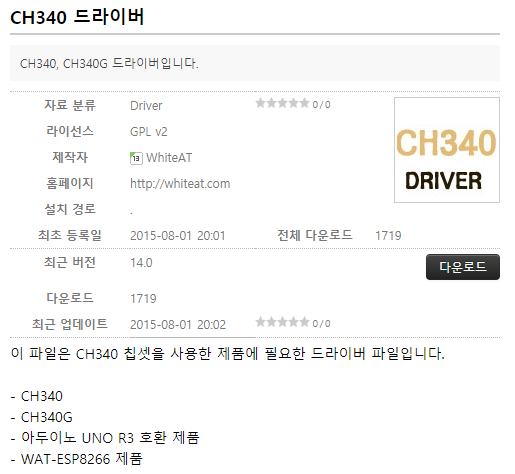 CH340 드라이버
CH340, CH340G 드라이버입니다.
자료 분류 Driver 0 / 0
라이선스 GPL v2
제작자 13 WhiteAT
홈페이지 http://whiteat.com
설치 경로 .
최초 등록일 2015-08-01 20:01 전체 다운로드 1719
CH340
DRIVER
최근 버전 14.0 다운로드
다운로드 1719
최근 업데이트 2015-08-01 20:02 0 / 0
이 파일은 CH340 칩셋을 사용한 제품에 필요한 드라이버 파일입니다.
- CH340
- CH340G
- 아두이노 UNO R3 호환 제품
- WAT-ESP8266 제품